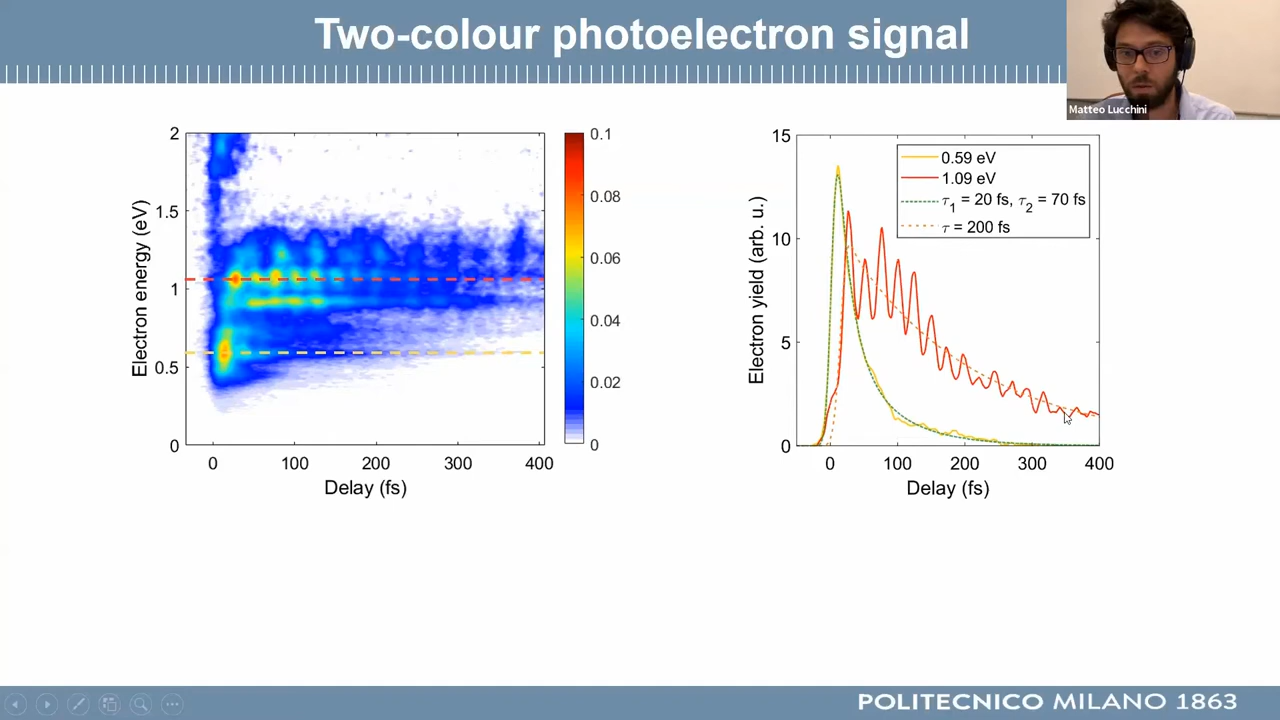 Two-colour photoelectron signal
Matteo Lucchini
Electron energy (eV)
2
1.5
1
0.5
0
0 100 200 300 400
Delay (fs)
0.1
0.08
0.06
0.04
0.02
0
Electron yield (arb. u.)
15
10
5
0
0.59 eV
1.09 eV
τ1 = 20 fs, τ2 = 70 fs
τ = 200 fs
0 100 200 300 400
Delay (fs)
POLITECNICO MILANO 1863